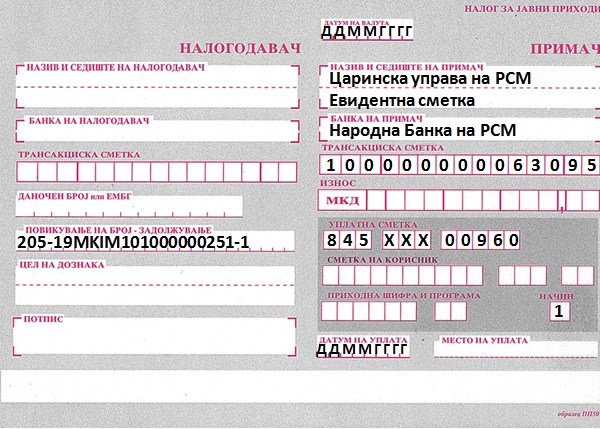 НАЛОГ ЗА ЈАВНИ ПРИХОДИ
ДАТУМ НА ВАЛУТА
ДДММГГГГ
НАЛОГОДАВАЧ
НАЗИВ И СЕДИШТЕ НА НАЛОГОДАВАЧ
БАНКА НА НАЛОГОДАВАЧ
ТРАНСАКЦИСКА СМЕТКА
ДАНОЧЕН БРОЈ или ЕМБГ
ПОВИКУВАЊЕ НА БРОЈ - ЗАДОЛЖУВАЊЕ
205-19MKIM101000000251-1
ЦЕЛ НА ДОЗНАКА
ПОТПИС
ПРИМАЧ
НАЗИВ И СЕДИШТЕ НА ПРИМАЧ
Царинска управа на РСМ
Евидентна сметка
БАНКА НА ПРИМАЧ
Народна Банка на РСМ
ТРАНСАКЦИСКА СМЕТКА
100000000063095
ИЗНОС
МКД ,
УПЛАТНА СМЕТКА
845 XXX 00960
СМЕТКА НА КОРИСНИК
ПРИХОДНА ШИФРА И ПРОГРАМА
НАЧИН
1
ДАТУМ НА УПЛАТА
ДДММГГГГ
МЕСТО НА УПЛАТА
образец ПП50